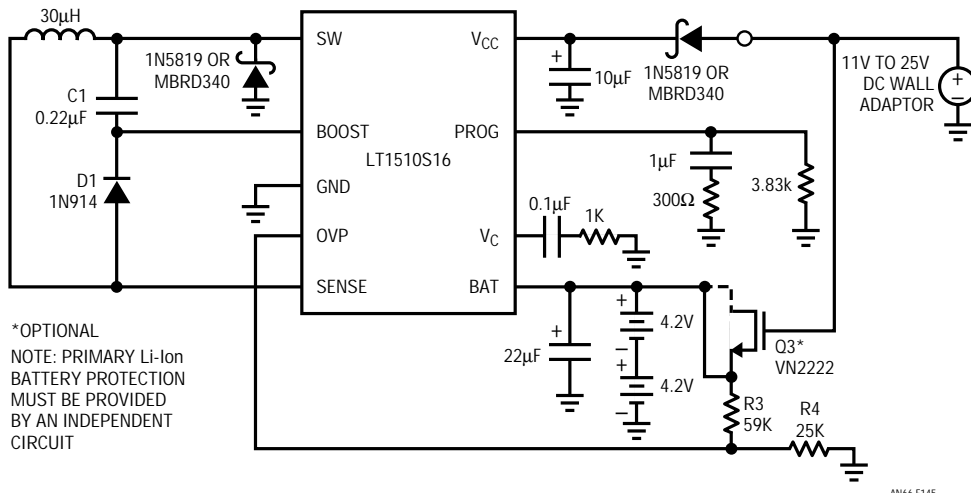 30µH
C1
0.22µF
D1
1N914
1N5819 OR
MBRD340
SW
BOOST
GND
OVP
SENSE
LT1510S16
VCC
PROG
VC
BAT
+
10µF
1N5819 OR
MBRD340
11V TO 25V
DC WALL
ADAPTOR
+
–
1µF
300Ω
3.83k
0.1µF
1K
+
22µF
+
4.2V
–
+
4.2V
–
Q3*
VN2222
R3
59K
R4
25K
*OPTIONAL
NOTE: PRIMARY Li-Ion
BATTERY PROTECTION
MUST BE PROVIDED
BY AN INDEPENDENT
CIRCUIT